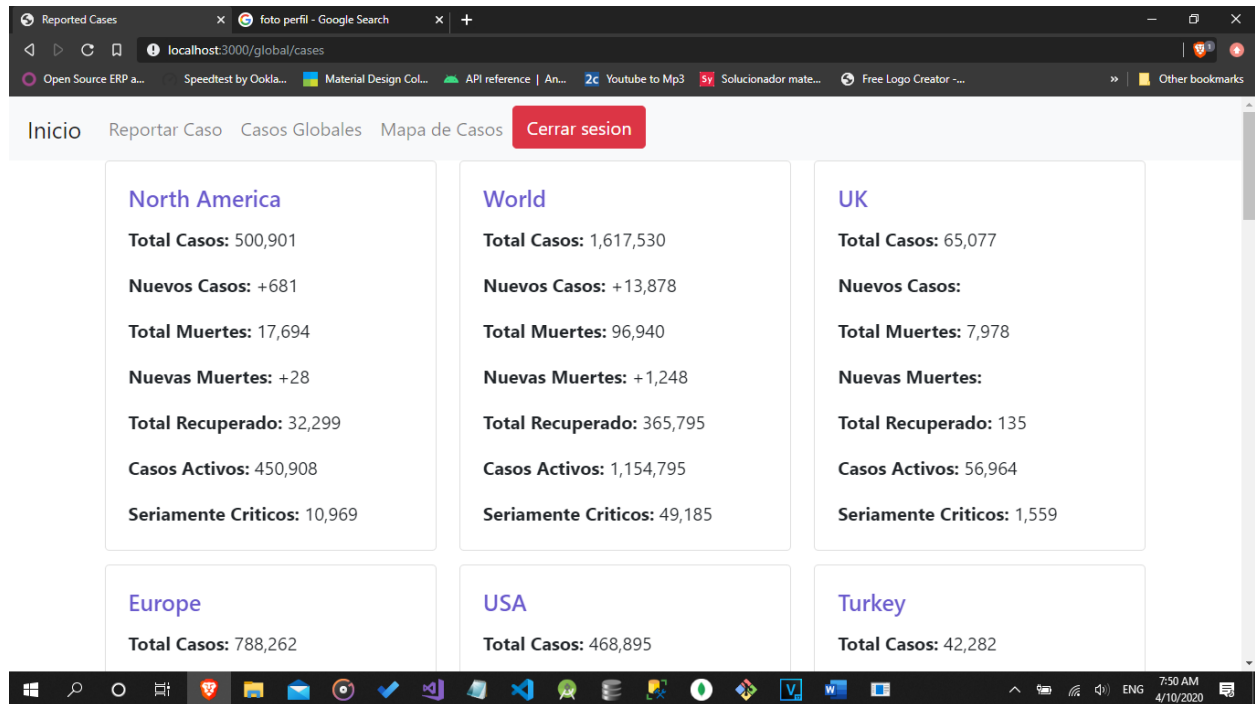 Reported Cases
foto perfil - Google Search
localhost:3000/global/cases
1
Open Source ERP a...
Speedtest by Ookla...
Material Design Col...
API reference | An...
2c Youtube to Mp3
Sy Solucionador mate...
Free Logo Creator -...
Other bookmarks
Inicio
Reportar Caso
Casos Globales
Mapa de Casos
Cerrar sesion
North America
Total Casos: 500,901
Nuevos Casos: +681
Total Muertes: 17,694
Nuevas Muertes: +28
Total Recuperado: 32,299
Casos Activos: 450,908
Seriamente Criticos: 10,969
World
Total Casos: 1,617,530
Nuevos Casos: +13,878
Total Muertes: 96,940
Nuevas Muertes: +1,248
Total Recuperado: 365,795
Casos Activos: 1,154,795
Seriamente Criticos: 49,185
UK
Total Casos: 65,077
Nuevos Casos:
Total Muertes: 7,978
Nuevas Muertes:
Total Recuperado: 135
Casos Activos: 56,964
Seriamente Criticos: 1,559
Europe
Total Casos: 788,262
USA
Total Casos: 468,895
Turkey
Total Casos: 42,282
ENG
7:50 AM
4/10/2020